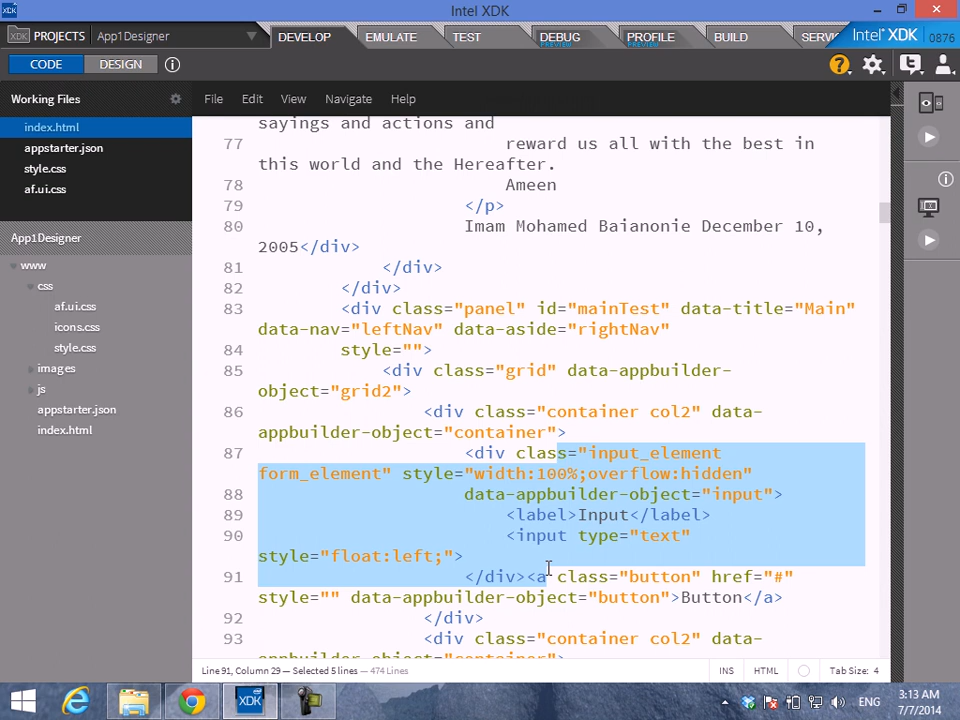 Intel XDK
XDK PROJECTS App1Designer DEVELOP EMULATE TEST DEBUG PREVIEW PROFILE PREVIEW BUILD Intel® XDK 0876
CODE DESIGN
Working Files File Edit View Navigate Help
index.html
appstarter.json
style.css
af.ui.css
App1Designer
www
css
af.ui.css
icons.css
style.css
images
js
appstarter.json
index.html
sayings and actions and
77 reward us all with the best in
this world and the Hereafter.
78 Ameen
79 </p>
80 Imam Mohamed Baianonie December 10,
2005</div>
81 </div>
82 </div>
83 <div class="panel" id="mainTest" data-title="Main"
data-nav="leftNav" data-aside="rightNav"
84 style="">
85 <div class="grid" data-appbuilder-
object="grid2">
86 <div class="container col2" data-
appbuilder-object="container">
87 <div class="input_element
form_element" style="width:100%;overflow:hidden"
88 data-appbuilder-object="input">
89 <label>Input</label>
90 <input type="text"
style="float:left;">
91 </div><a class="button" href="#"
style="" data-appbuilder-object="button">Button</a>
92 </div>
93 <div class="container col2" data-
appbuilder-object="container">
Line 91, Column 29 — Selected 5 lines — 474 Lines INS HTML Tab Size: 4
XDK ENG 3:13 AM
7/7/2014